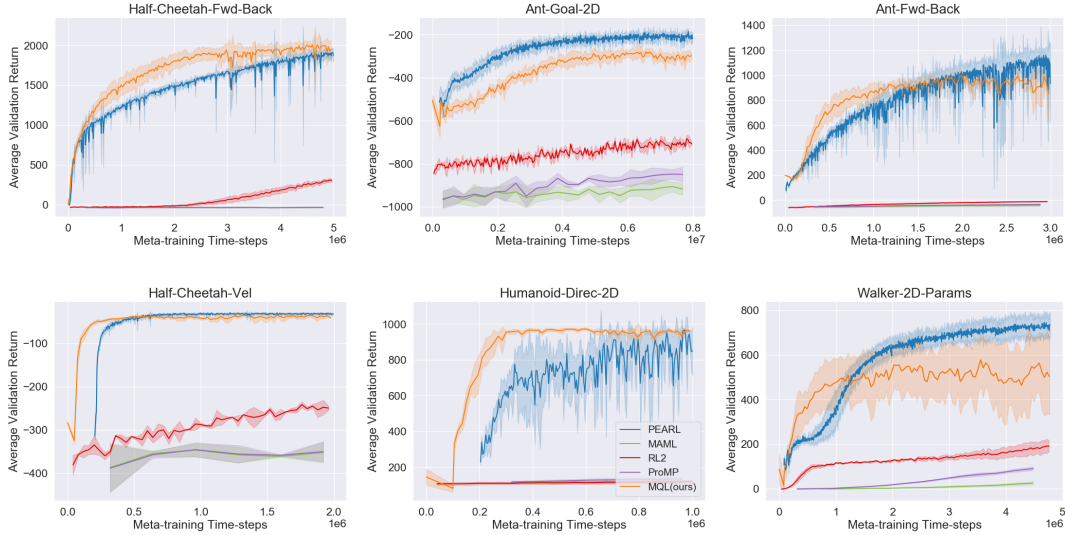 Half-Cheetah-Fwd-Back
Average Validation Return
2000
1500
1000
500
0
0 1 2 3 4 5
1e6
Meta-training Time-steps
Ant-Goal-2D
Average Validation Return
−200
−400
−600
−800
−1000
0.0 0.2 0.4 0.6 0.8
1e7
Meta-training Time-steps
Ant-Fwd-Back
Average Validation Return
1400
1200
1000
800
600
400
200
0
0.0 0.5 1.0 1.5 2.0 2.5 3.0
1e6
Meta-training Time-steps
Half-Cheetah-Vel
Average Validation Return
−100
−200
−300
−400
0.0 0.5 1.0 1.5 2.0
1e6
Meta-training Time-steps
Humanoid-Direc-2D
Average Validation Return
1000
800
600
400
200
0.0 0.2 0.4 0.6 0.8 1.0
1e6
Meta-training Time-steps
PEARL
MAML
RL2
ProMP
MQL(ours)
Walker-2D-Params
Average Validation Return
800
600
400
200
0
0 1 2 3 4 5
1e6
Meta-training Time-steps